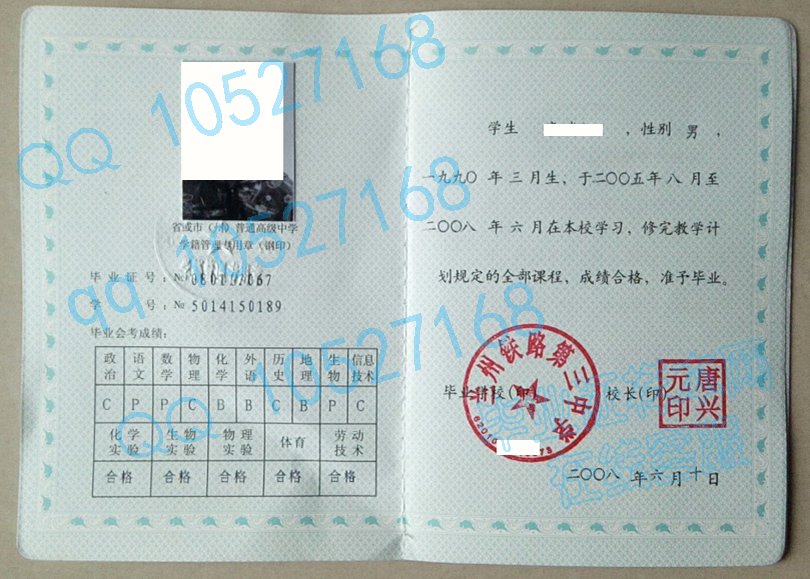 省或市（州）普通高级中学
学籍管理专用章（钢印）
毕 业 证 号：№080101067
学 号：№ 5014150189
毕业会考成绩：
政治 语文 数学 物理 化学 外语 历史 地理 生物 信息技术
C P P C B B C B P C
化学实验 生物实验 物理实验 体育 劳动技术
合格 合格 合格 合格 合格
学生 ，性别 男 ，
一九九〇 年 三 月生，于二〇〇五年 八 月至
二〇〇八 年 六 月在本校学习，修完教学计
划规定的全部课程，成绩合格，准予毕业。
毕业学校(印)
校长(印)
州铁路第三中学
唐兴元印
二〇〇八 年 六 月 十 日
QQ 10527168
qq 10527168
qq 10527168